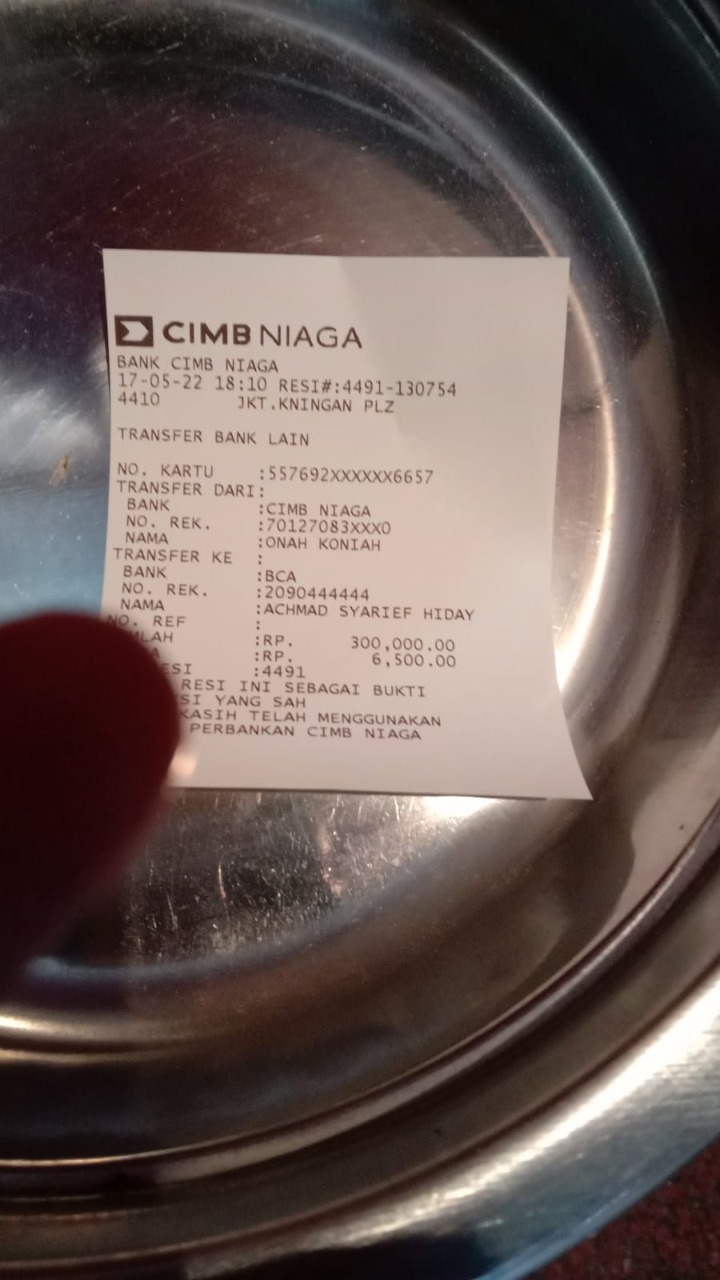 CIMB NIAGA
BANK CIMB NIAGA
17-05-22 18:10 RESI#:4491-130754
4410 JKT.KNINGAN PLZ
TRANSFER BANK LAIN
NO. KARTU :557692XXXXXX6657
TRANSFER DARI:
BANK :CIMB NIAGA
NO. REK. :70127083XXX0
NAMA :ONAH KONIAH
TRANSFER KE :
BANK :BCA
NO. REK. :2090444444
NAMA :ACHMAD SYARIEF HIDAY
NO. REF :
MLAH :RP. 300,000.00
:RP. 6,500.00
ESI :4491
RESI INI SEBAGAI BUKTI
SI YANG SAH
KASIH TELAH MENGGUNAKAN
PERBANKAN CIMB NIAGA